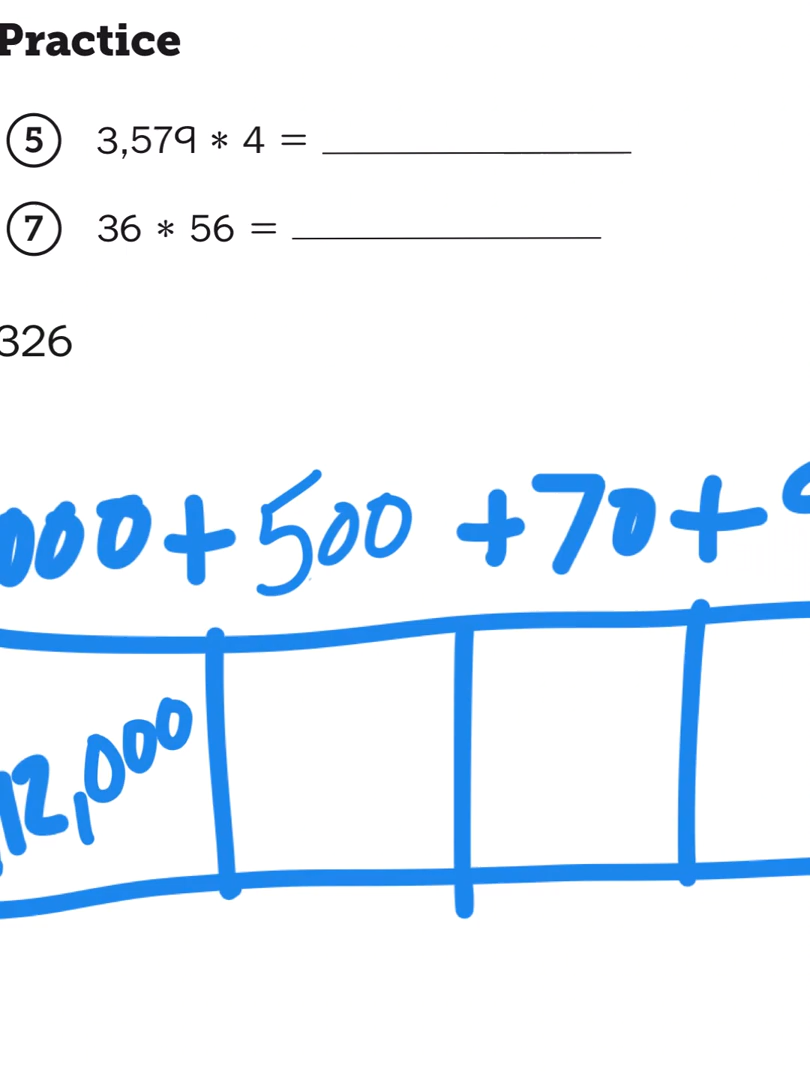 Practice
5 3,579 * 4 =
7 36 * 56 =
326
000 + 500 + 70 +
12,000